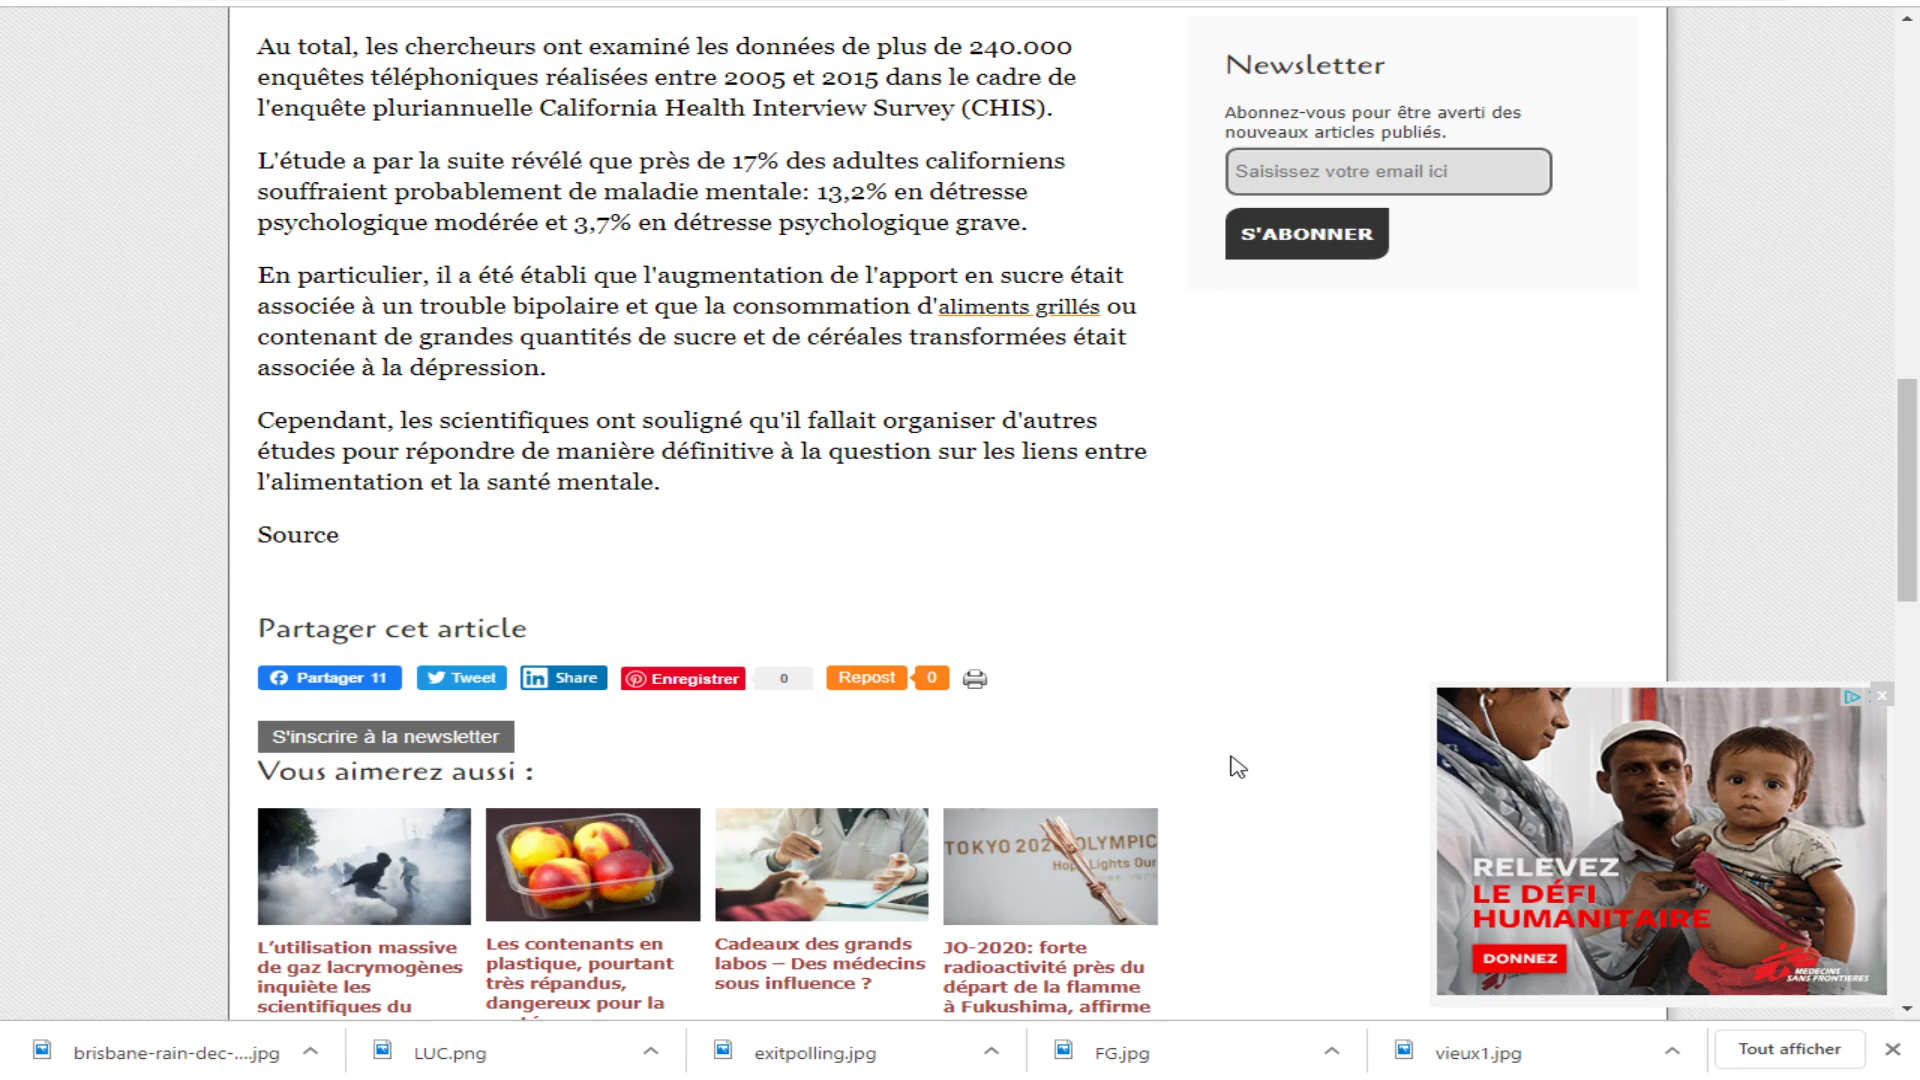 Au total, les chercheurs ont examiné les données de plus de 240.000
enquêtes téléphoniques réalisées entre 2005 et 2015 dans le cadre de
l'enquête pluriannuelle California Health Interview Survey (CHIS).
L'étude a par la suite révélé que près de 17% des adultes californiens
souffraient probablement de maladie mentale: 13,2% en détresse
psychologique modérée et 3,7% en détresse psychologique grave.
En particulier, il a été établi que l'augmentation de l'apport en sucre était
associée à un trouble bipolaire et que la consommation d'aliments grillés ou
contenant de grandes quantités de sucre et de céréales transformées était
associée à la dépression.
Cependant, les scientifiques ont souligné qu'il fallait organiser d'autres
études pour répondre de manière définitive à la question sur les liens entre
l'alimentation et la santé mentale.
Source
Newsletter
Abonnez-vous pour être averti des
nouveaux articles publiés.
Saisissez votre email ici
S'ABONNER
Partager cet article
Partager 11
Tweet
in Share
Enregistrer
0
Repost
0
S'inscrire à la newsletter
Vous aimerez aussi :
TOKYO 202 OLYMPIC
Lights Our
L’utilisation massive
de gaz lacrymogènes
inquiète les
scientifiques du
Les contenants en
plastique, pourtant
très répandus,
dangereux pour la
Cadeaux des grands
labos – Des médecins
sous influence ?
JO-2020: forte
radioactivité près du
départ de la flamme
à Fukushima, affirme
RELEVEZ
LE DÉFI
HUMANITAIRE
DONNEZ
MEDECINS
SANS FRONTIERES
brisbane-rain-dec-....jpg
LUC.png
exitpolling.jpg
FG.jpg
vieux1.jpg
Tout afficher